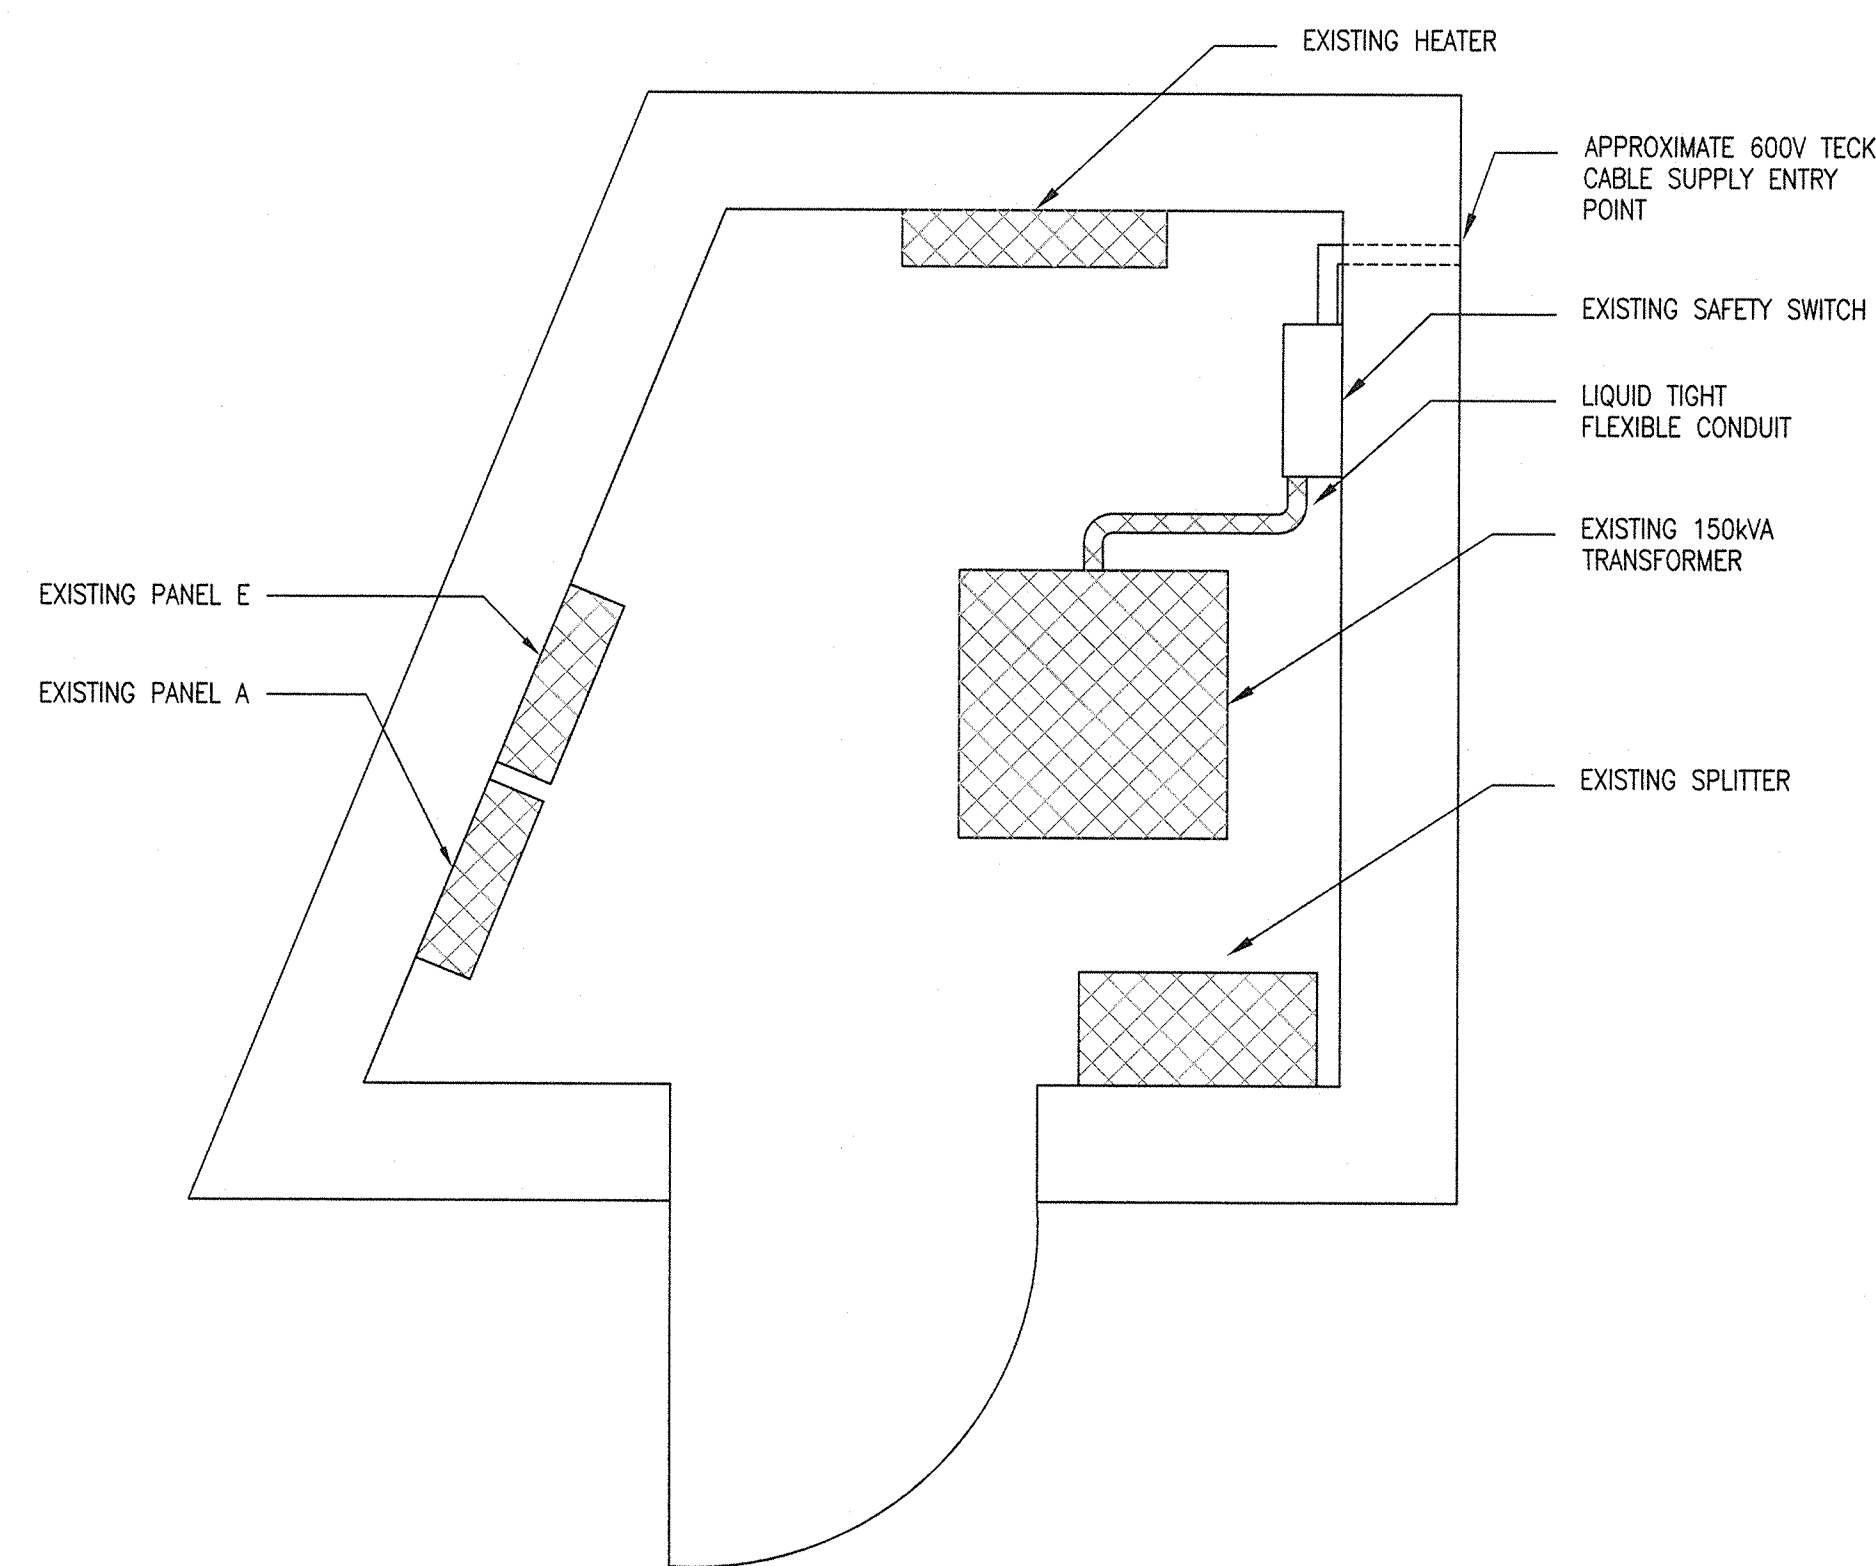 EXISTING HEATER
APPROXIMATE 600V TECK
CABLE SUPPLY ENTRY
POINT
EXISTING SAFETY SWITCH
LIQUID TIGHT
FLEXIBLE CONDUIT
EXISTING 150kVA
TRANSFORMER
EXISTING PANEL E
EXISTING PANEL A
EXISTING SPLITTER